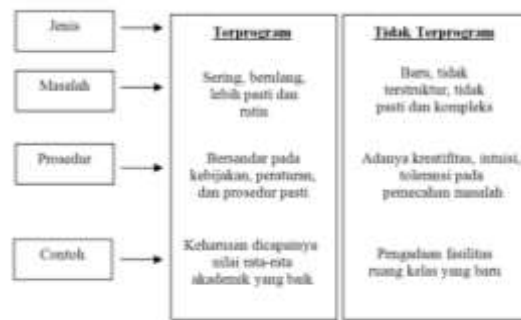 Jenis
Terprogram
Tidak Terprogram
Masalah
Sering, berulang,
lebih pasti dan
rutin
Baru, tidak
terstruktur, tidak
pasti dan kompleks
Prosedur
Bersandar pada
kebijakan, peraturan,
dan prosedur pasti
Adanya kreatifitas, intuisi,
toleransi pada
pemecahan masalah
Contoh
Keharusan dicapainya
nilai rata-rata
akademik yang baik
Pengadaan fasilitas
ruang kelas yang baru